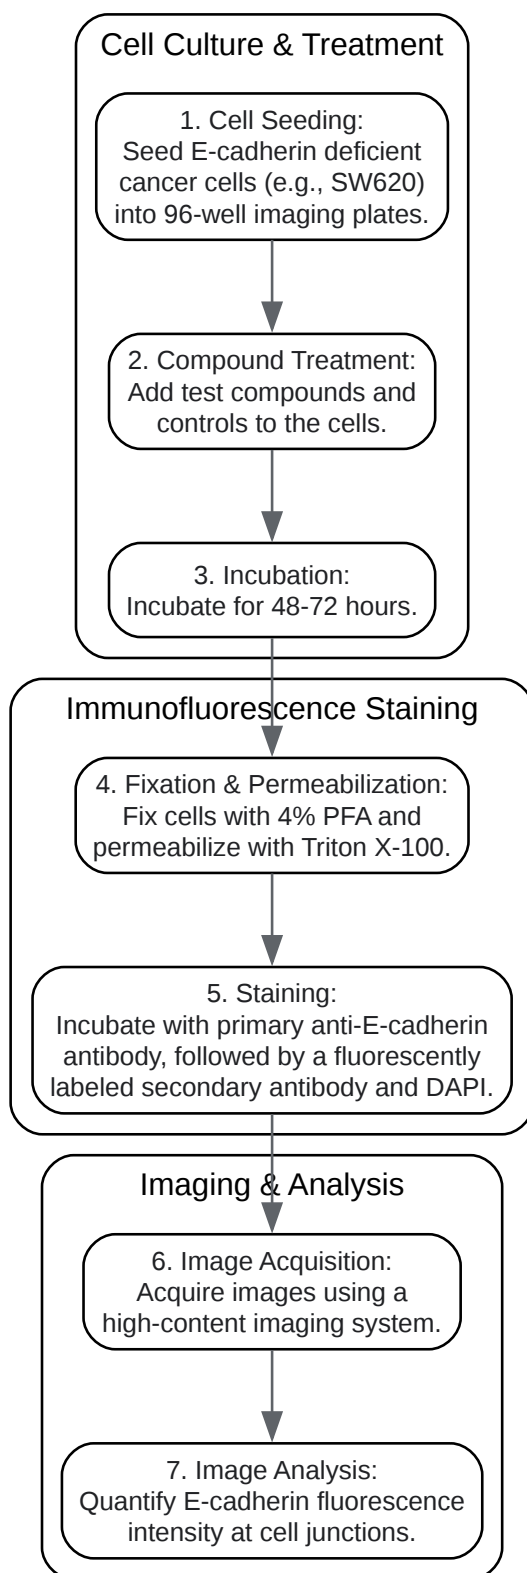 Cell Culture & Treatment
1. Cell Seeding:
Seed E-cadherin deficient
cancer cells (e.g., SW620)
into 96-well imaging plates.
2. Compound Treatment:
Add test compounds and
controls to the cells.
3. Incubation:
Incubate for 48-72 hours.
Immunofluorescence Staining
4. Fixation & Permeabilization:
Fix cells with 4% PFA and
permeabilize with Triton X-100.
5. Staining:
Incubate with primary anti-E-cadherin
antibody, followed by a fluorescently
labeled secondary antibody and DAPI.
Imaging & Analysis
6. Image Acquisition:
Acquire images using a
high-content imaging system.
7. Image Analysis:
Quantify E-cadherin fluorescence
intensity at cell junctions.